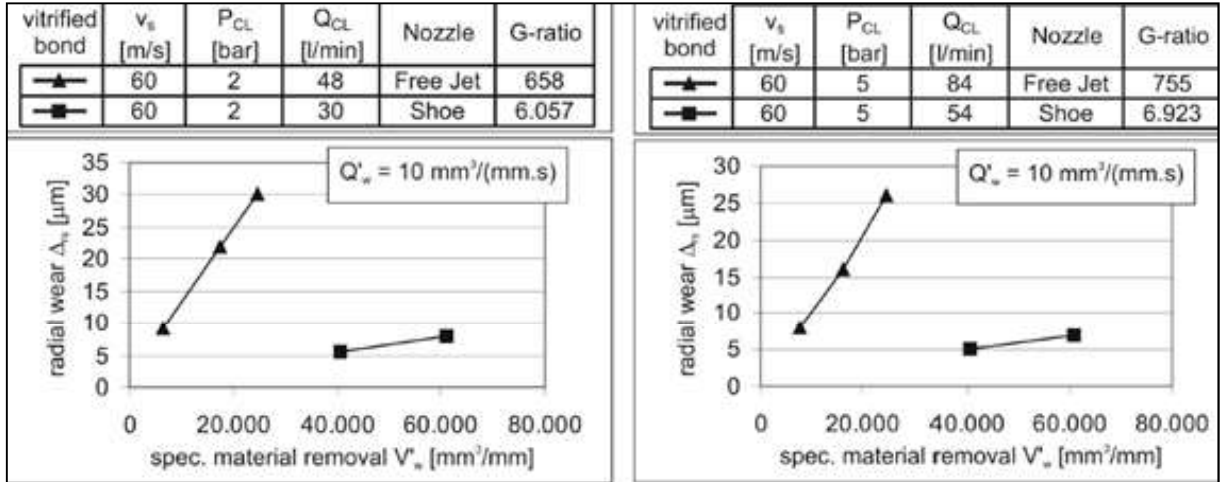 vitrified bond | v_s [m/s] | P_CL [bar] | Q_CL [l/min] | Nozzle | G-ratio
60 | 2 | 48 | Free Jet | 658
60 | 2 | 30 | Shoe | 6.057
Q'_w = 10 mm³/(mm.s)
radial wear Δ_rs [µm]
35
30
25
20
15
10
5
0
0 20.000 40.000 60.000 80.000
spec. material removal V'_w [mm³/mm]
vitrified bond | v_s [m/s] | P_CL [bar] | Q_CL [l/min] | Nozzle | G-ratio
60 | 5 | 84 | Free Jet | 755
60 | 5 | 54 | Shoe | 6.923
Q'_w = 10 mm³/(mm.s)
radial wear Δ_rs [µm]
30
25
20
15
10
5
0
0 20.000 40.000 60.000 80.000
spec. material removal V'_w [mm³/mm]